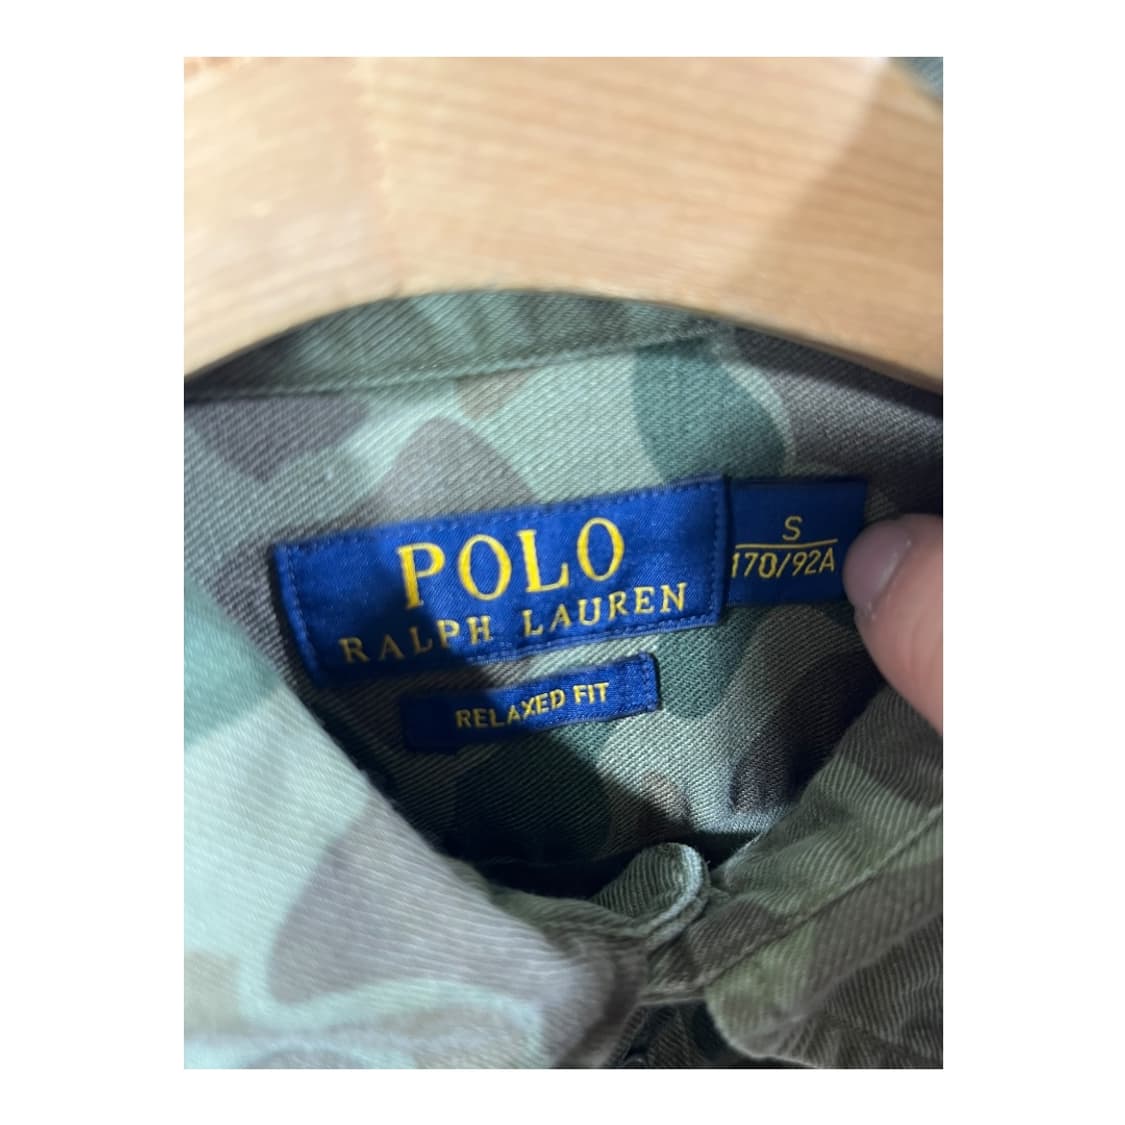 POLO
RALPH LAUREN
S
170/92A
RELAXED FIT